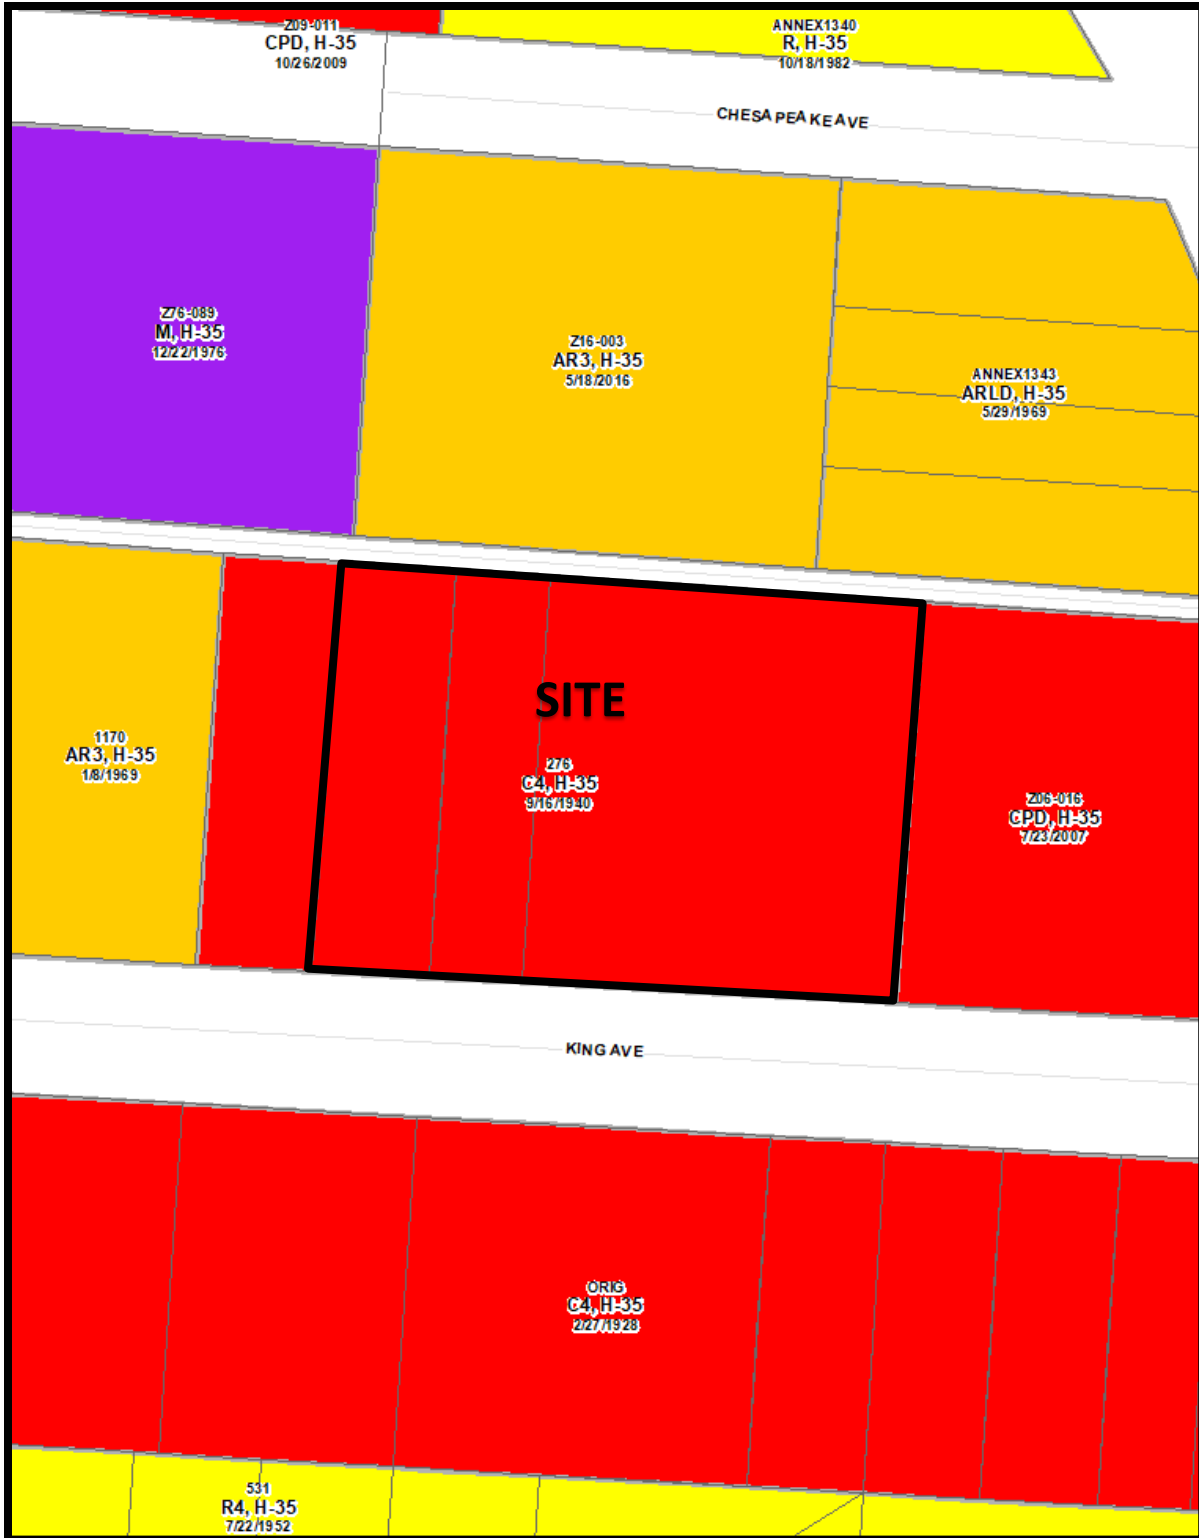 Z09-011
CPD, H-35
10/26/2009
ANNEX1340
R, H-35
10/18/1982
CHESAPEAKE AVE
Z76-089
M, H-35
12/22/1976
Z16-003
AR3, H-35
5/18/2016
ANNEX1343
ARLD, H-35
5/29/1969
SITE
1170
AR3, H-35
1/8/1969
276
C4, H-35
9/16/1940
Z06-016
CPD, H-35
7/23/2007
KING AVE
ORIG
C4, H-35
2/27/1928
531
R4, H-35
7/22/1952